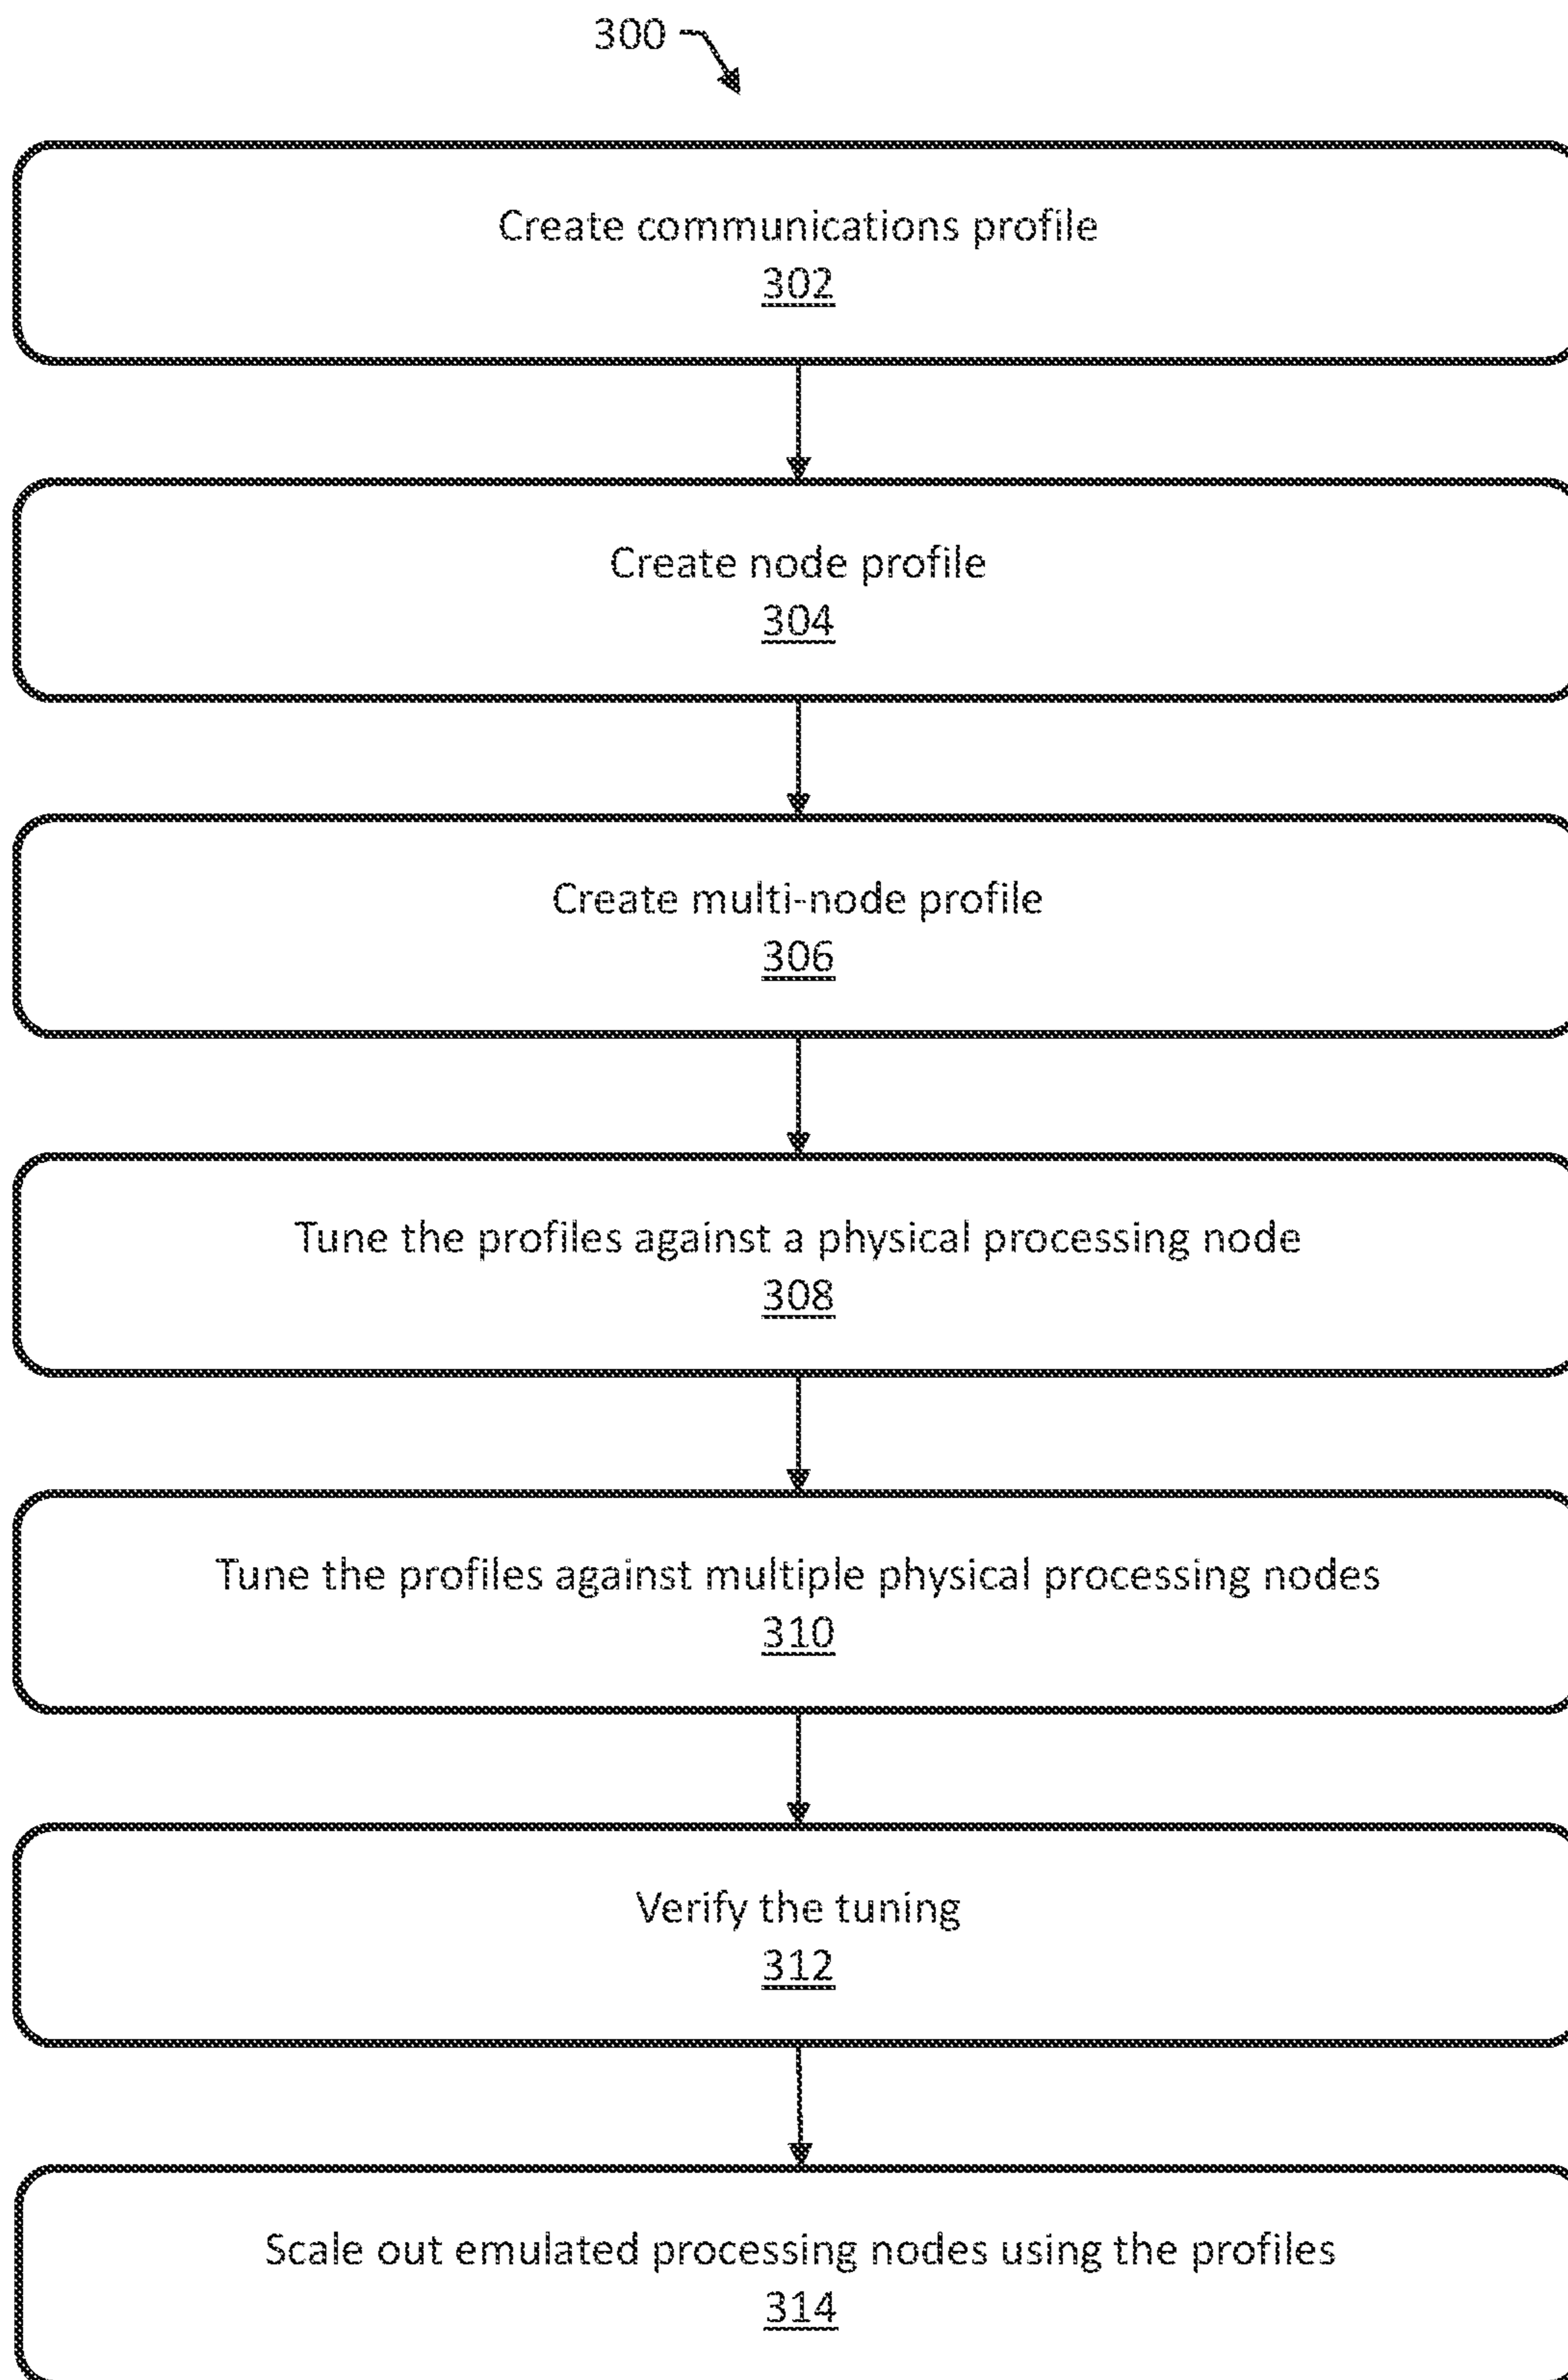 300
Create communications profile
302
Create node profile
304
Create multi-node profile
306
Tune the profiles against a physical processing node
308
Tune the profiles against multiple physical processing nodes
310
Verify the tuning
312
Scale out emulated processing nodes using the profiles
314